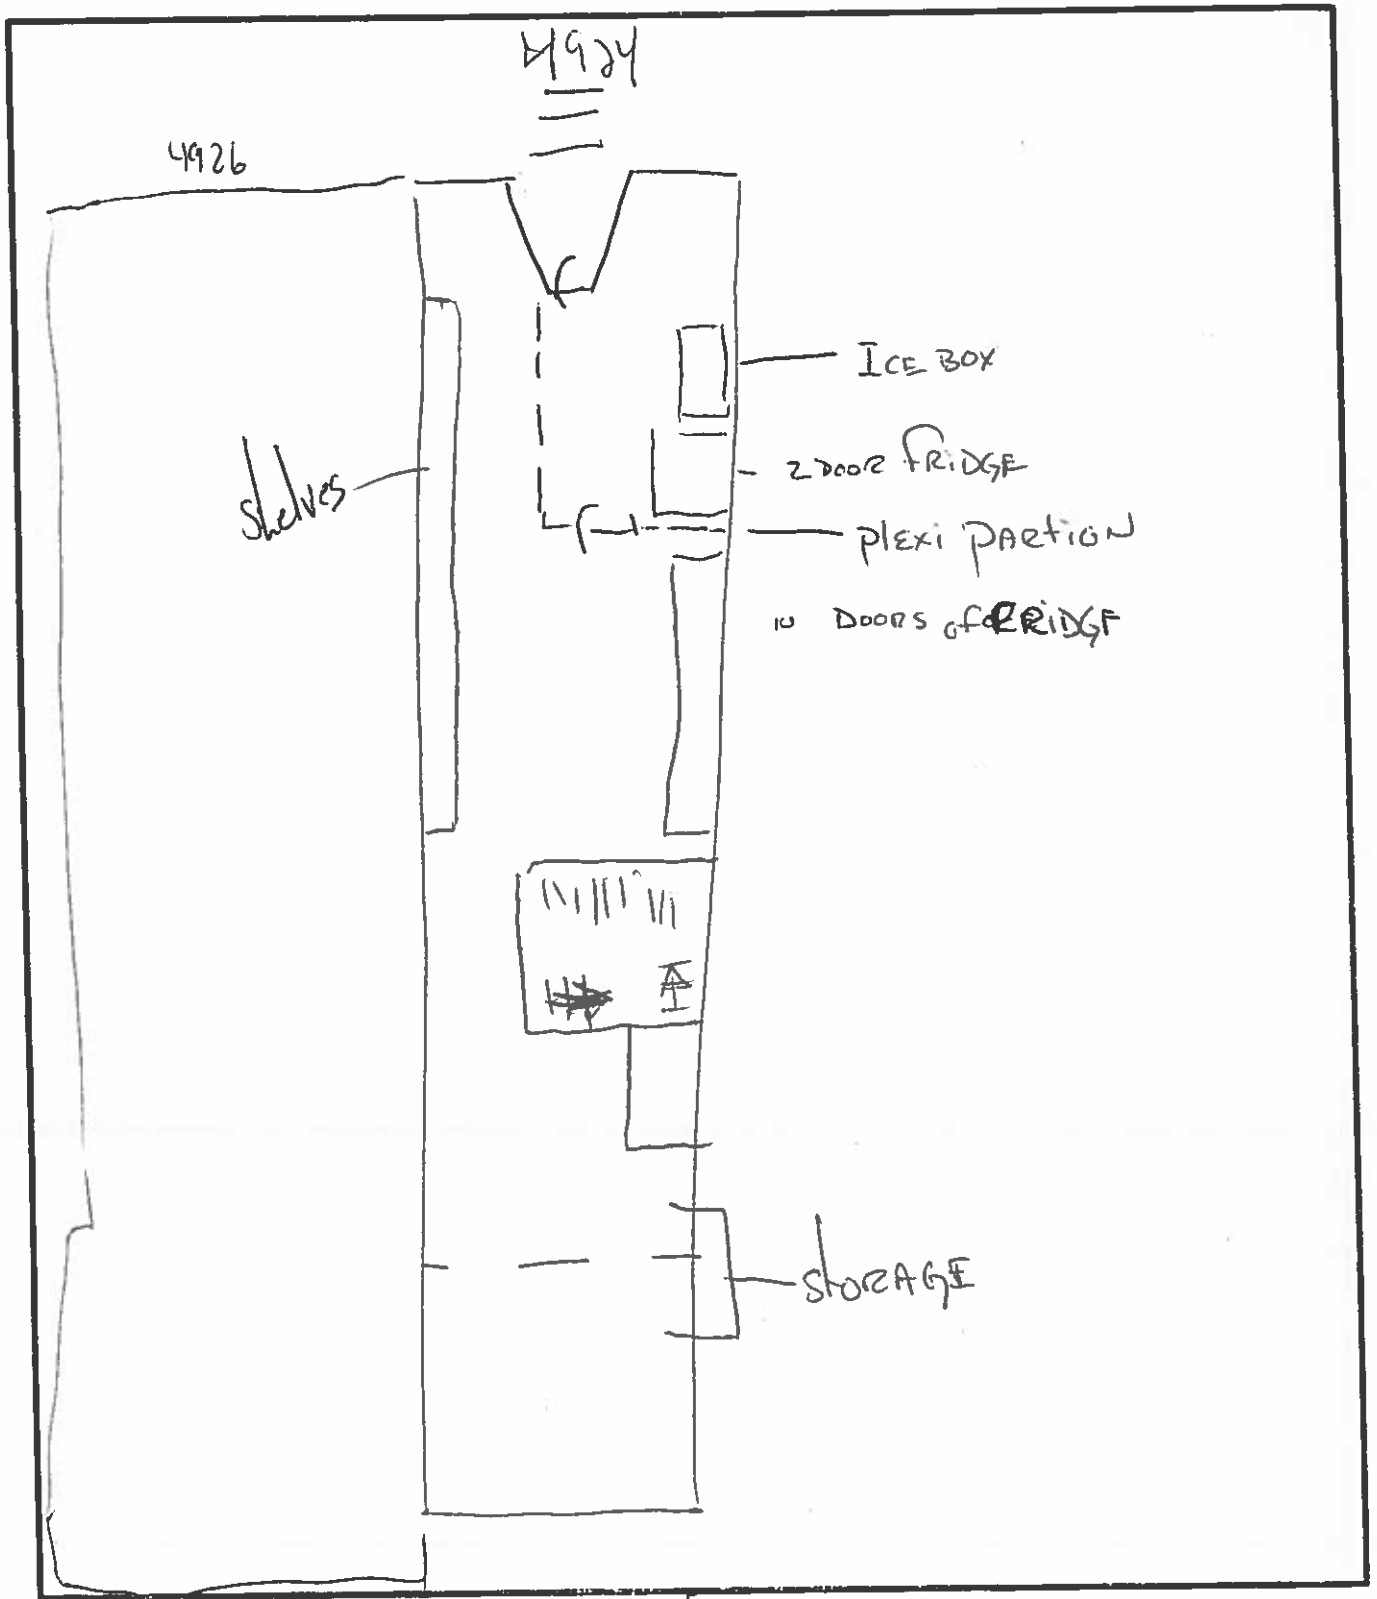 4924
4926
ICE BOX
2 DOOR FRIDGE
Shelves
plexi PARtiON
10 DOORS of FRIDGE
StORAGE